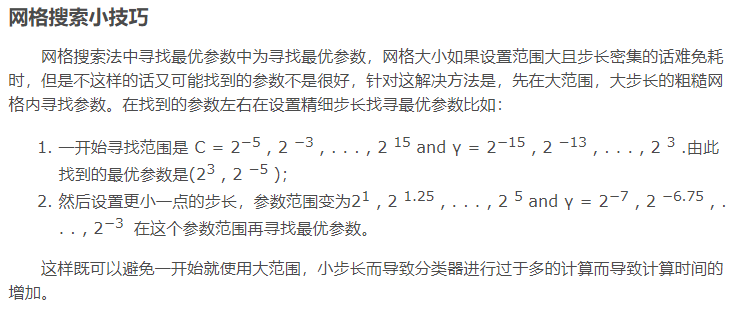 网格搜索小技巧
网格搜索法中寻找最优参数中为寻找最优参数，网格大小如果设置范围大且步长密集的话难免耗
时，但是不这样的话又可能找到的参数不是很好，针对这解决方法是，先在大范围，大步长的粗糙网
格内寻找参数。在找到的参数左右在设置精细步长找寻最优参数比如：
1. 一开始寻找范围是 C = 2⁻⁵ , 2 ⁻³ , . . . , 2 ¹⁵ and γ = 2⁻¹⁵ , 2 ⁻¹³ , . . . , 2 ³ .由此
找到的最优参数是(2³ , 2 ⁻⁵ )；
2. 然后设置更小一点的步长，参数范围变为2¹ , 2 ^1.25 , . . . , 2 ⁵ and γ = 2⁻⁷ , 2 ^−6.75 , .
. . , 2⁻³ 在这个参数范围再寻找最优参数。
这样既可以避免一开始就使用大范围，小步长而导致分类器进行过于多的计算而导致计算时间的
增加。